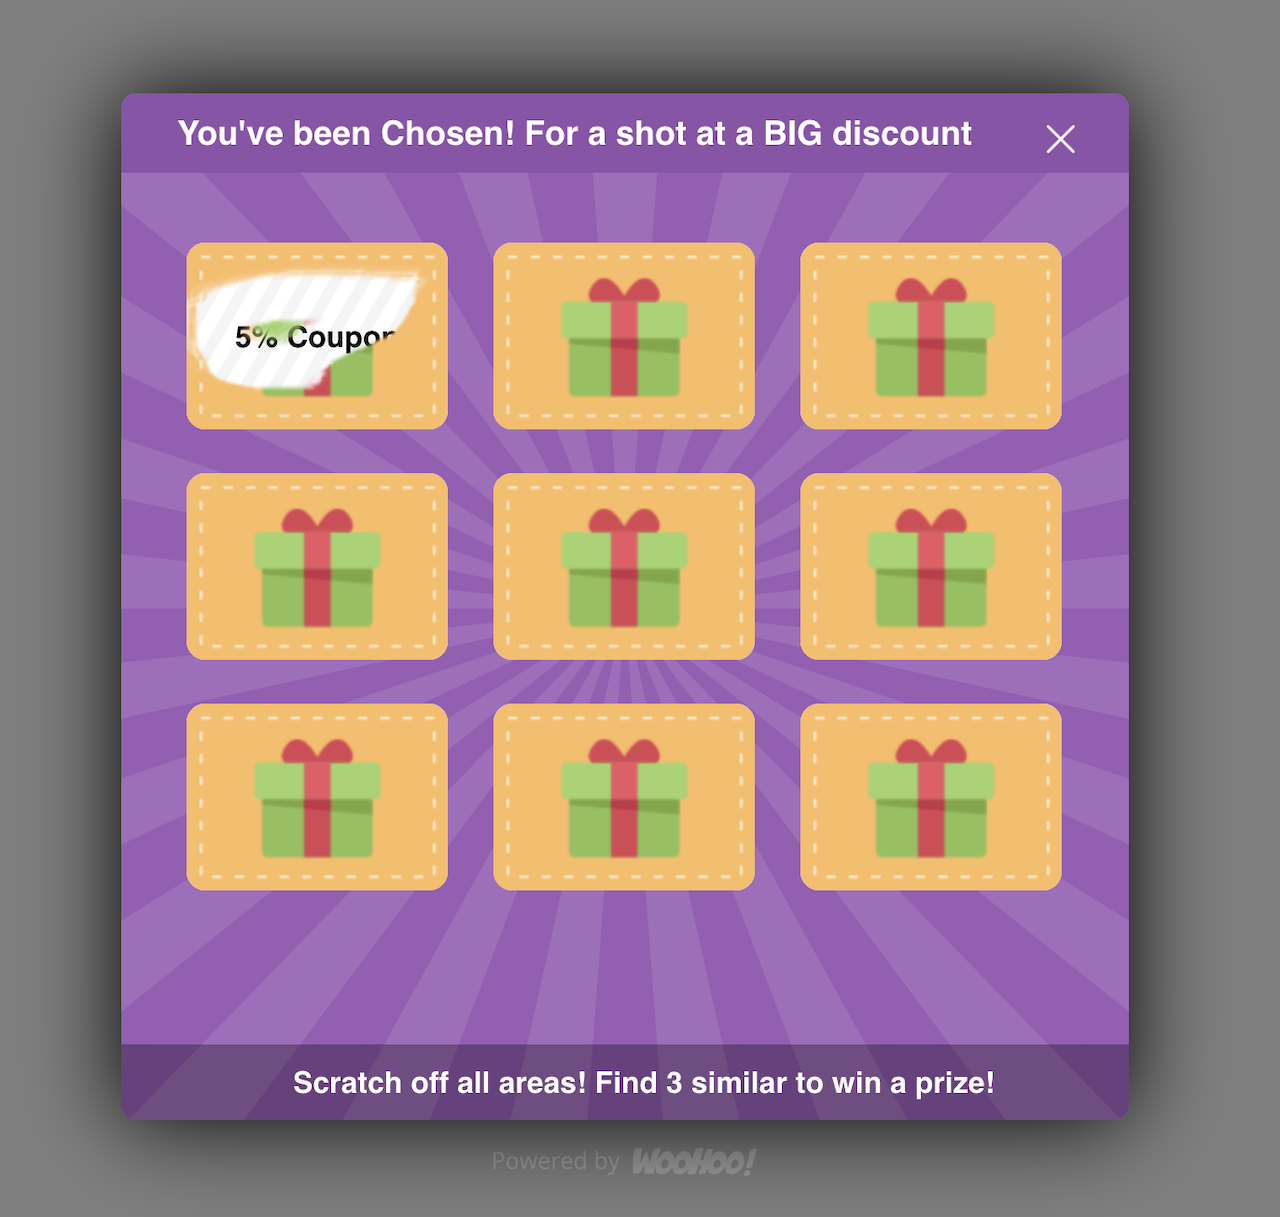 You've been Chosen! For a shot at a BIG discount
5% Coupon
Scratch off all areas! Find 3 similar to win a prize!
Powered by WooHoo!